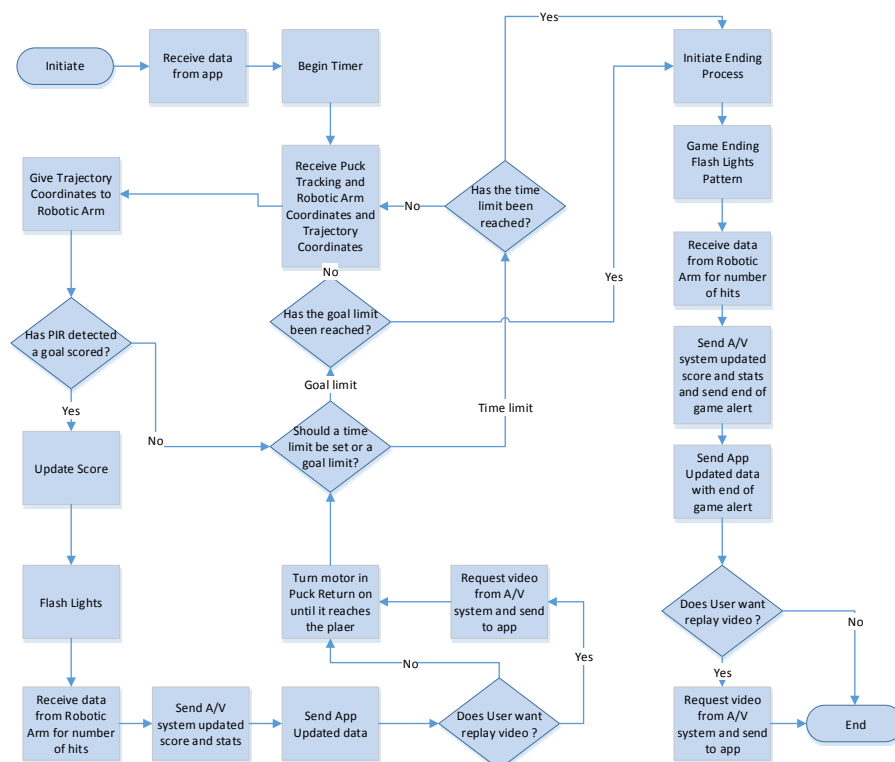 Yes
Initiate
Receive data
from app
Begin Timer
Initiate Ending
Process
Give Trajectory
Coordinates to
Robotic Arm
Receive Puck
Tracking and
Robotic Arm
Coordinates and
Trajectory
Coordinates
No
Has the time
limit been
reached?
Game Ending
Flash Lights
Pattern
No
Yes
Receive data
from Robotic
Arm for number
of hits
Has PIR detected
a goal scored?
Has the goal limit
been reached?
Send A/V
system updated
score and stats
and send end of
game alert
Goal limit
Time limit
Yes
No
Should a time
limit be set or a
goal limit?
Update Score
Send App
Updated data
with end of
game alert
Flash Lights
Turn motor in
Puck Return on
until it reaches
the plaer
Request video
from A/V
system and send
to app
Does User want
replay video ?
No
No
Yes
Yes
Receive data
from Robotic
Arm for number
of hits
Send A/V
system updated
score and stats
Send App
Updated data
Does User want
replay video ?
Request video
from A/V
system and send
to app
End